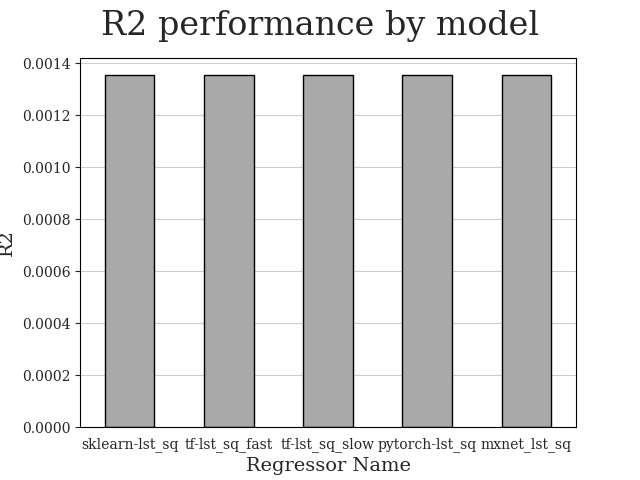 R2 performance by model
0.0014
0.0012
0.0010
0.0008
0.0006
0.0004
0.0002
0.0000
R2
sklearn-lst_sq tf-lst_sq_fast tf-lst_sq_slow pytorch-lst_sq mxnet_lst_sq
Regressor Name